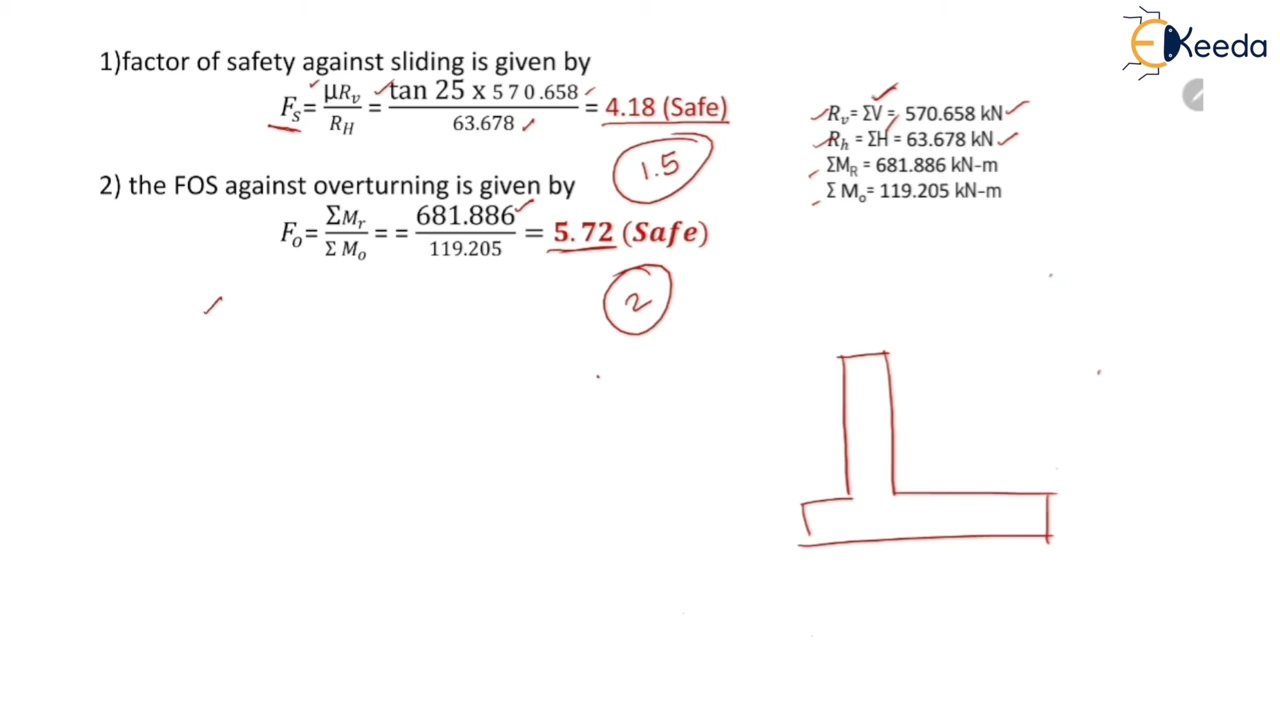 Keeda
1)factor of safety against sliding is given by
Fs= μRv / RH = tan 25 x 5 7 0 .658 / 63.678 = 4.18 (Safe)
1.5
Rv= ΣV = 570.658 kN
Rh = ΣH = 63.678 kN
ΣMR = 681.886 kN-m
Σ Mo= 119.205 kN-m
2) the FOS against overturning is given by
Fo= ΣMr / Σ Mo = = 681.886 / 119.205 = 5.72 (Safe)
2